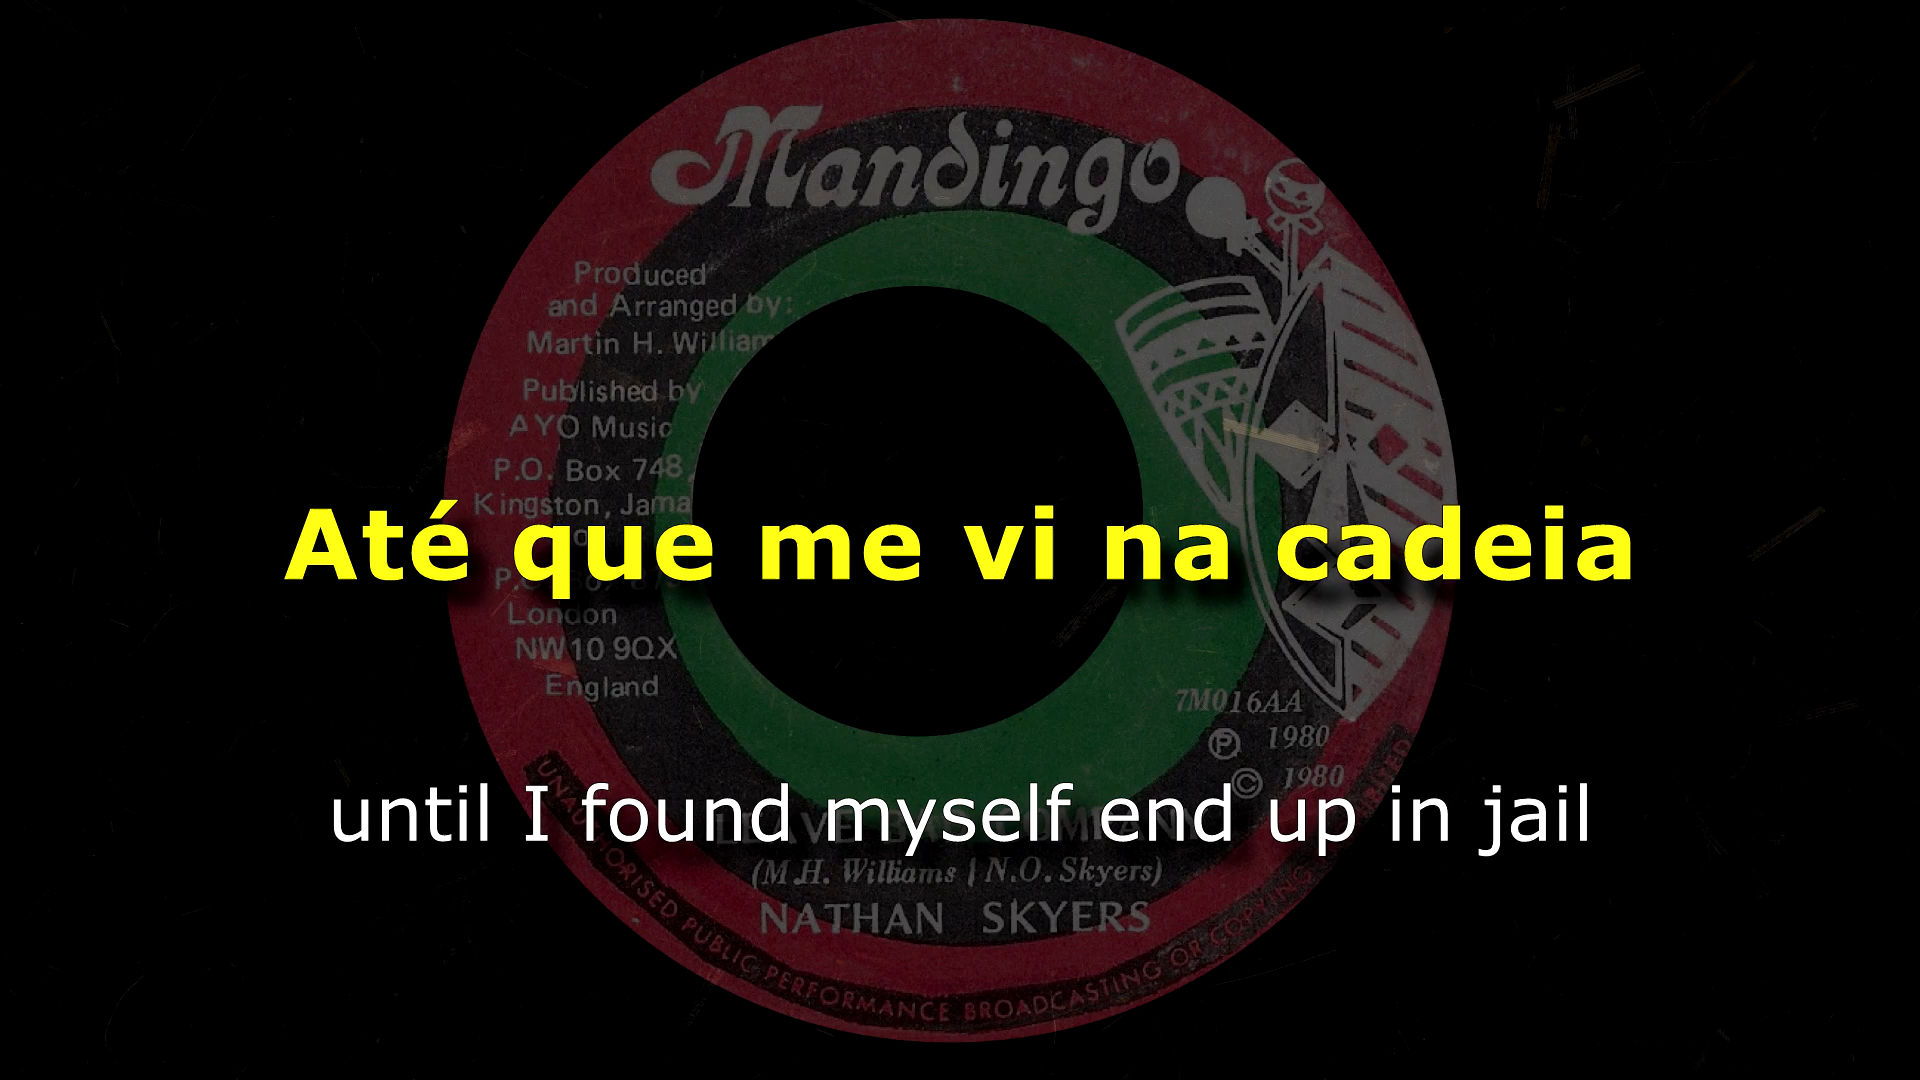 Mandingo
Produced
and Arranged by:
Martin H. William
Published by
AYO Music
P.O. Box 748,
Kingston, Jama
Até que me vi na cadeia
London
NW10 9QX
England
7M016AA
Ⓟ 1980
© 1980
until I found myself end up in jail
(M.H. Williams / N.O. Skyers)
NATHAN SKYERS
UNAUTHORISED PUBLIC PERFORMANCE BROADCASTING OR COPYING